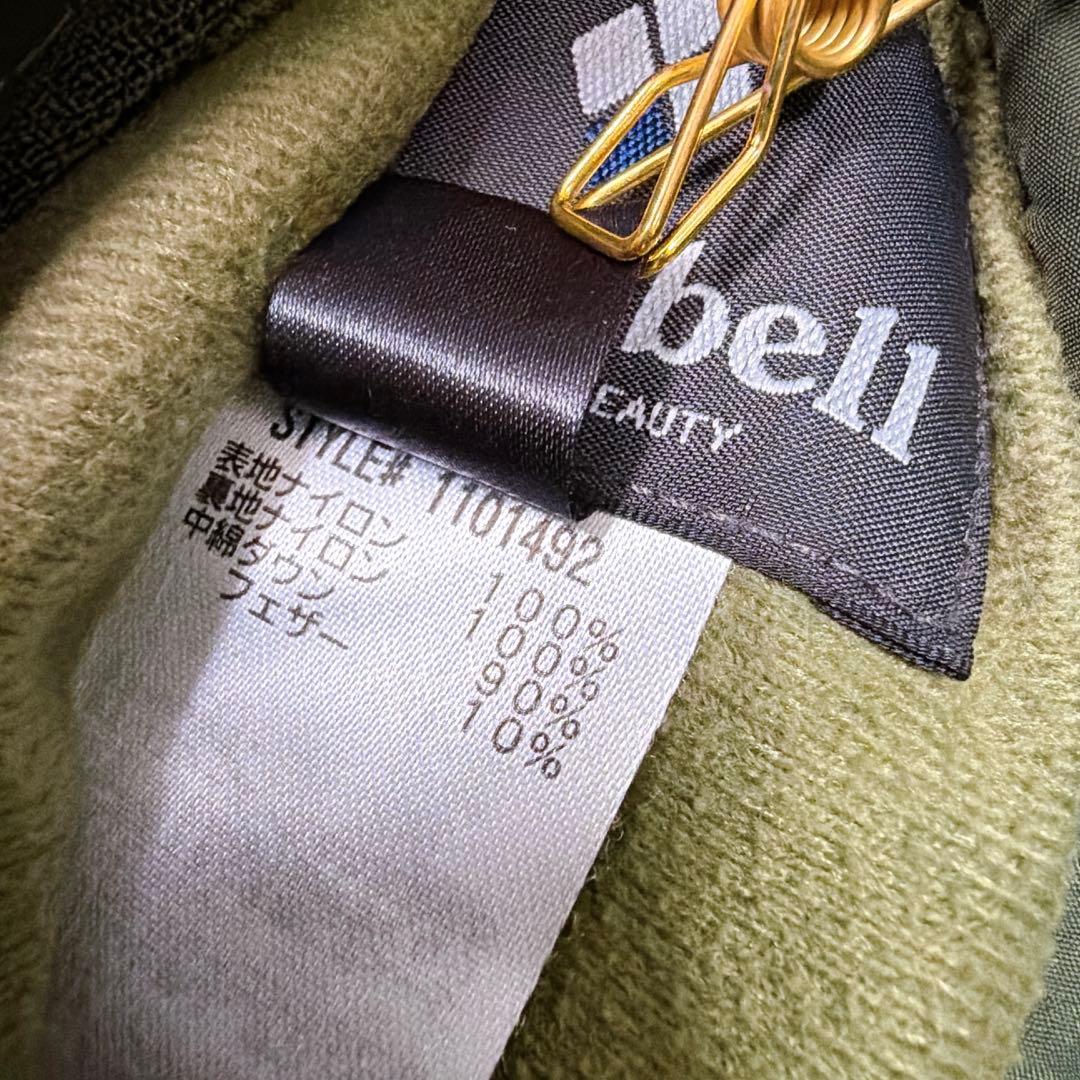 bell
EAUTY
STYLE# 1101492
表地ナイロン 100%
裏地ナイロン 100%
中綿ダウン 90%
フェザー 10%